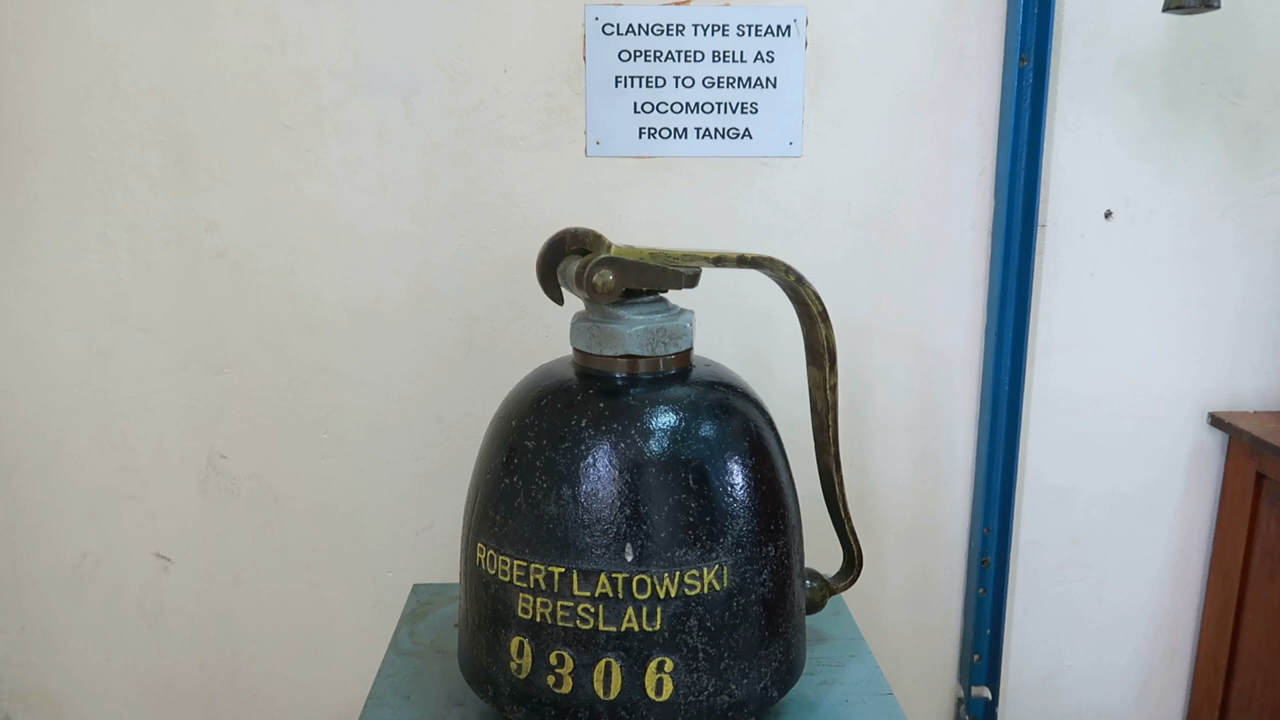 CLANGER TYPE STEAM
OPERATED BELL AS
FITTED TO GERMAN
LOCOMOTIVES
FROM TANGA
ROBERT LATOWSKI
BRESLAU
9306